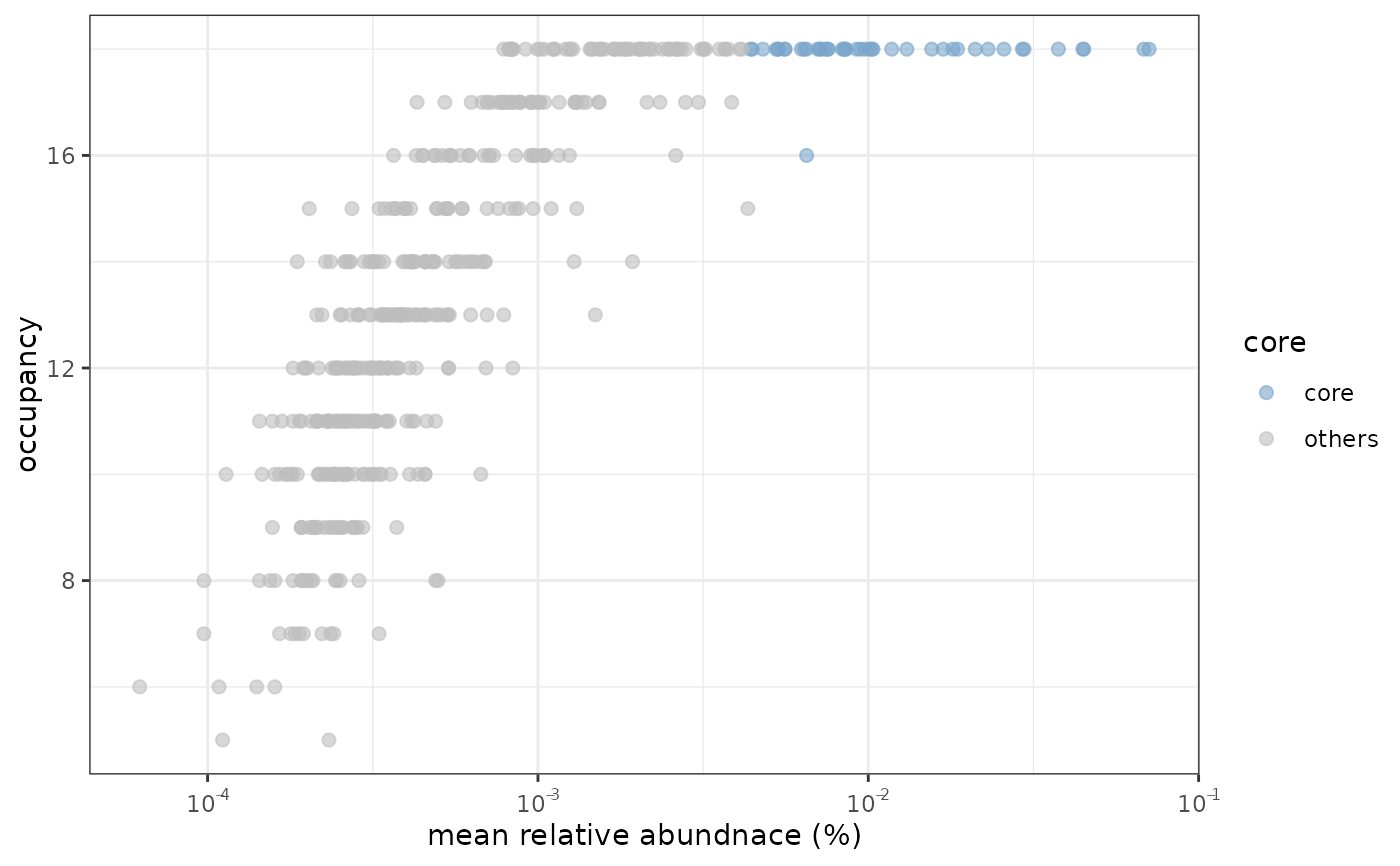 occupancy
16
12
8
10⁻⁴
10⁻³
10⁻²
10⁻¹
mean relative abundnace (%)
core
core
others